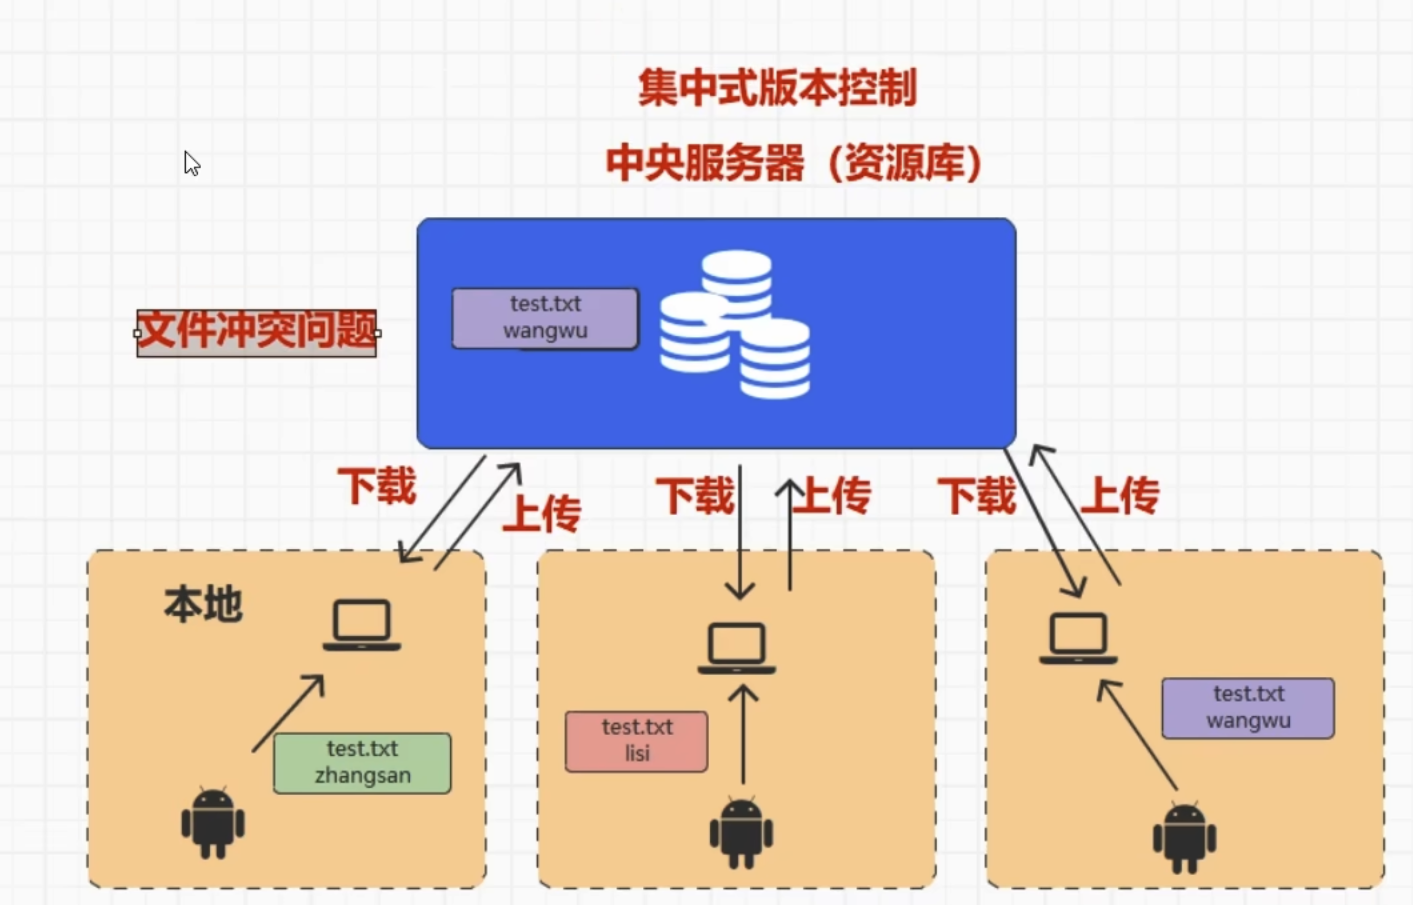 集中式版本控制
中央服务器（资源库）
test.txt
wangwu
文件冲突问题
下载
上传
下载
上传
下载
上传
本地
test.txt
zhangsan
test.txt
lisi
test.txt
wangwu